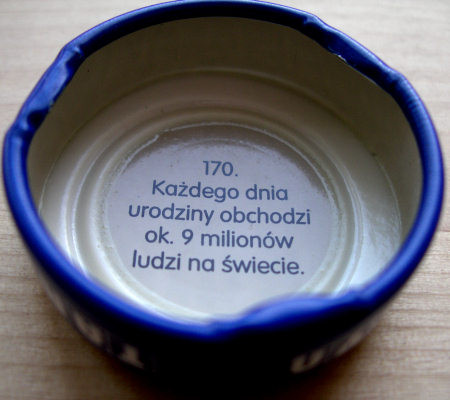 170.
Każdego dnia
urodziny obchodzi
ok. 9 milionów
ludzi na świecie.